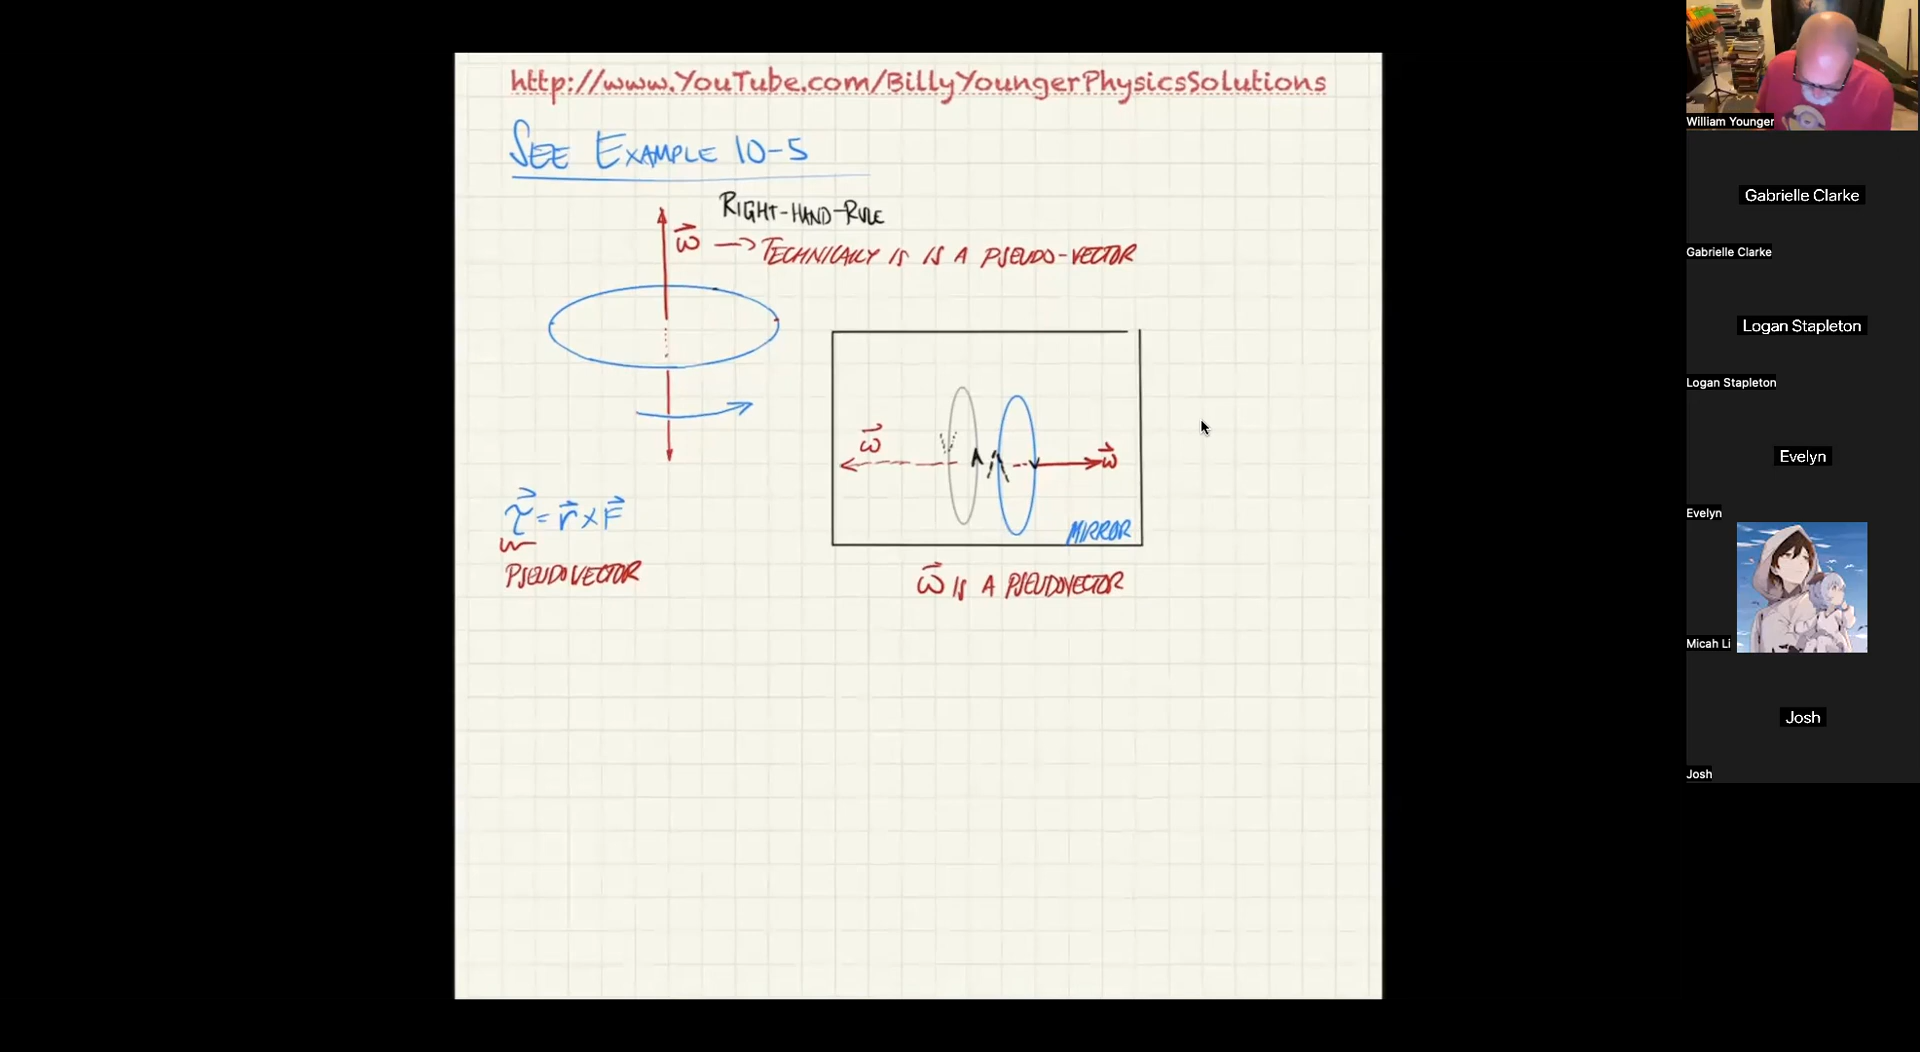 http://www.YouTube.com/BillyYoungerPhysicsSolutions
SEE EXAMPLE 10-5
RIGHT-HAND-RULE
ω⃗ → TECHNICALLY IS IS A PSEUDO-VECTOR
ω⃗
ω⃗
MIRROR
τ⃗ = r⃗ × F⃗
PSEUDOVECTOR
ω⃗ IS A PSEUDOVECTOR
William Younger
Gabrielle Clarke
Gabrielle Clarke
Logan Stapleton
Logan Stapleton
Evelyn
Evelyn
Micah Li
Josh
Josh